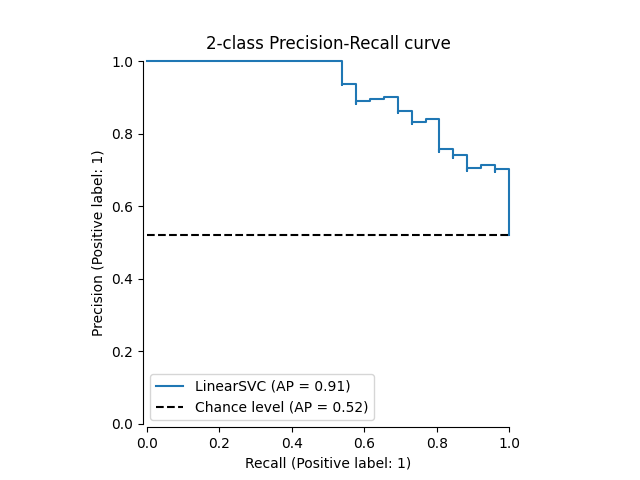 2-class Precision-Recall curve
1.0
0.8
0.6
0.4
0.2
0.0
Precision (Positive label: 1)
LinearSVC (AP = 0.91)
Chance level (AP = 0.52)
0.0 0.2 0.4 0.6 0.8 1.0
Recall (Positive label: 1)